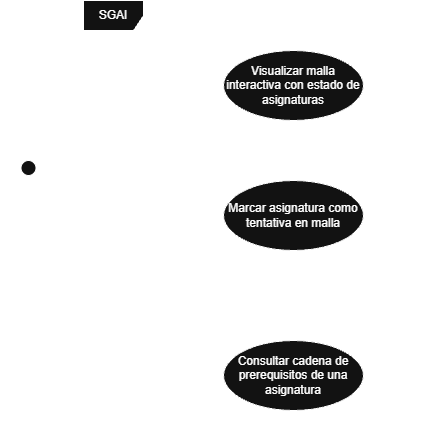 SGAI
Visualizar malla
interactiva con estado de
asignaturas
Marcar asignatura como
tentativa en malla
Consultar cadena de
prerequisitos de una
asignatura